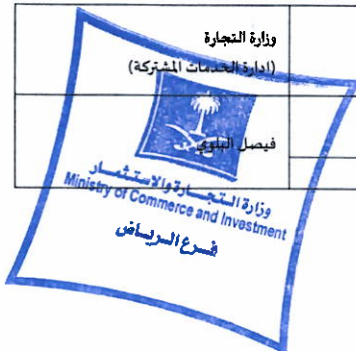 وزارة التجارة
(ادارة الخدمات المشتركة)
فيصل البلوي
وزارة التجارة والاستثمار
Ministry of Commerce and Investment
فرع الرياض